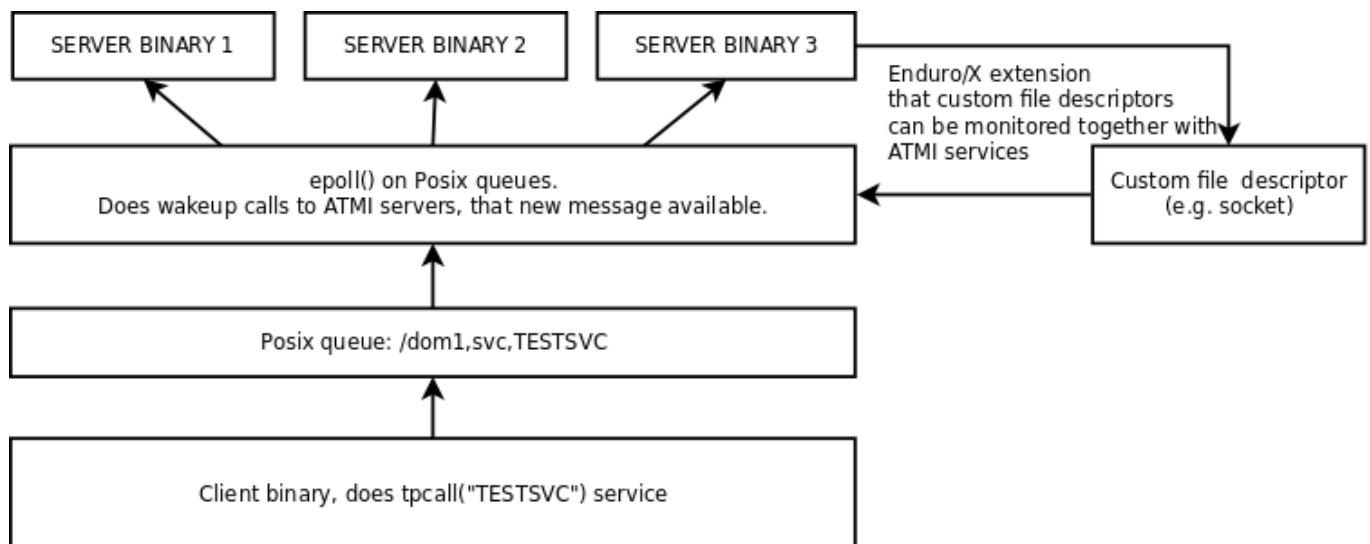 SERVER BINARY 1
SERVER BINARY 2
SERVER BINARY 3
Enduro/X extension
that custom file descriptors
can be monitored together with
ATMI services
epoll() on Posix queues.
Does wakeup calls to ATMI servers, that new message available.
Custom file descriptor
(e.g. socket)
Posix queue: /dom1,svc,TESTSVC
Client binary, does tpcall("TESTSVC") service